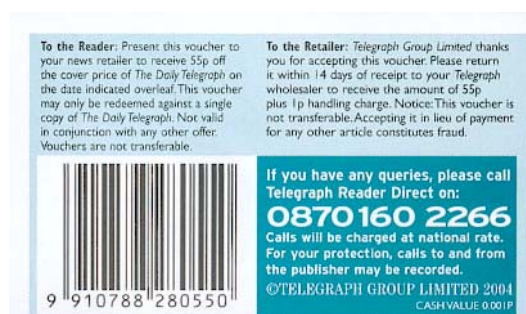 To the Reader: Present this voucher to
your news retailer to receive 55p off
the cover price of The Daily Telegraph on
the date indicated overleaf. This voucher
may only be redeemed against a single
copy of The Daily Telegraph. Not valid
in conjunction with any other offer.
Vouchers are not transferable.
To the Retailer: Telegraph Group Limited thanks
you for accepting this voucher. Please return
it within 14 days of receipt to your Telegraph
wholesaler to receive the amount of 55p
plus 1p handling charge. Notice: This voucher is
not transferable. Accepting it in lieu of payment
for any other article constitutes fraud.
9 910788 280550
If you have any queries, please call
Telegraph Reader Direct on:
0870 160 2266
Calls will be charged at national rate.
For your protection, calls to and from
the publisher may be recorded.
©TELEGRAPH GROUP LIMITED 2004
CASH VALUE 0.001P